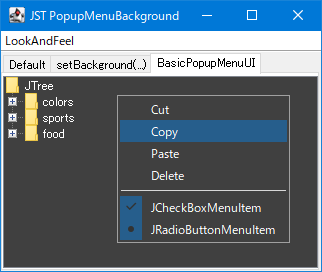 JST PopupMenuBackground
LookAndFeel
Default setBackground(...) BasicPopupMenuUI
JTree
colors
sports
food
Cut
Copy
Paste
Delete
JCheckBoxMenuItem
JRadioButtonMenuItem